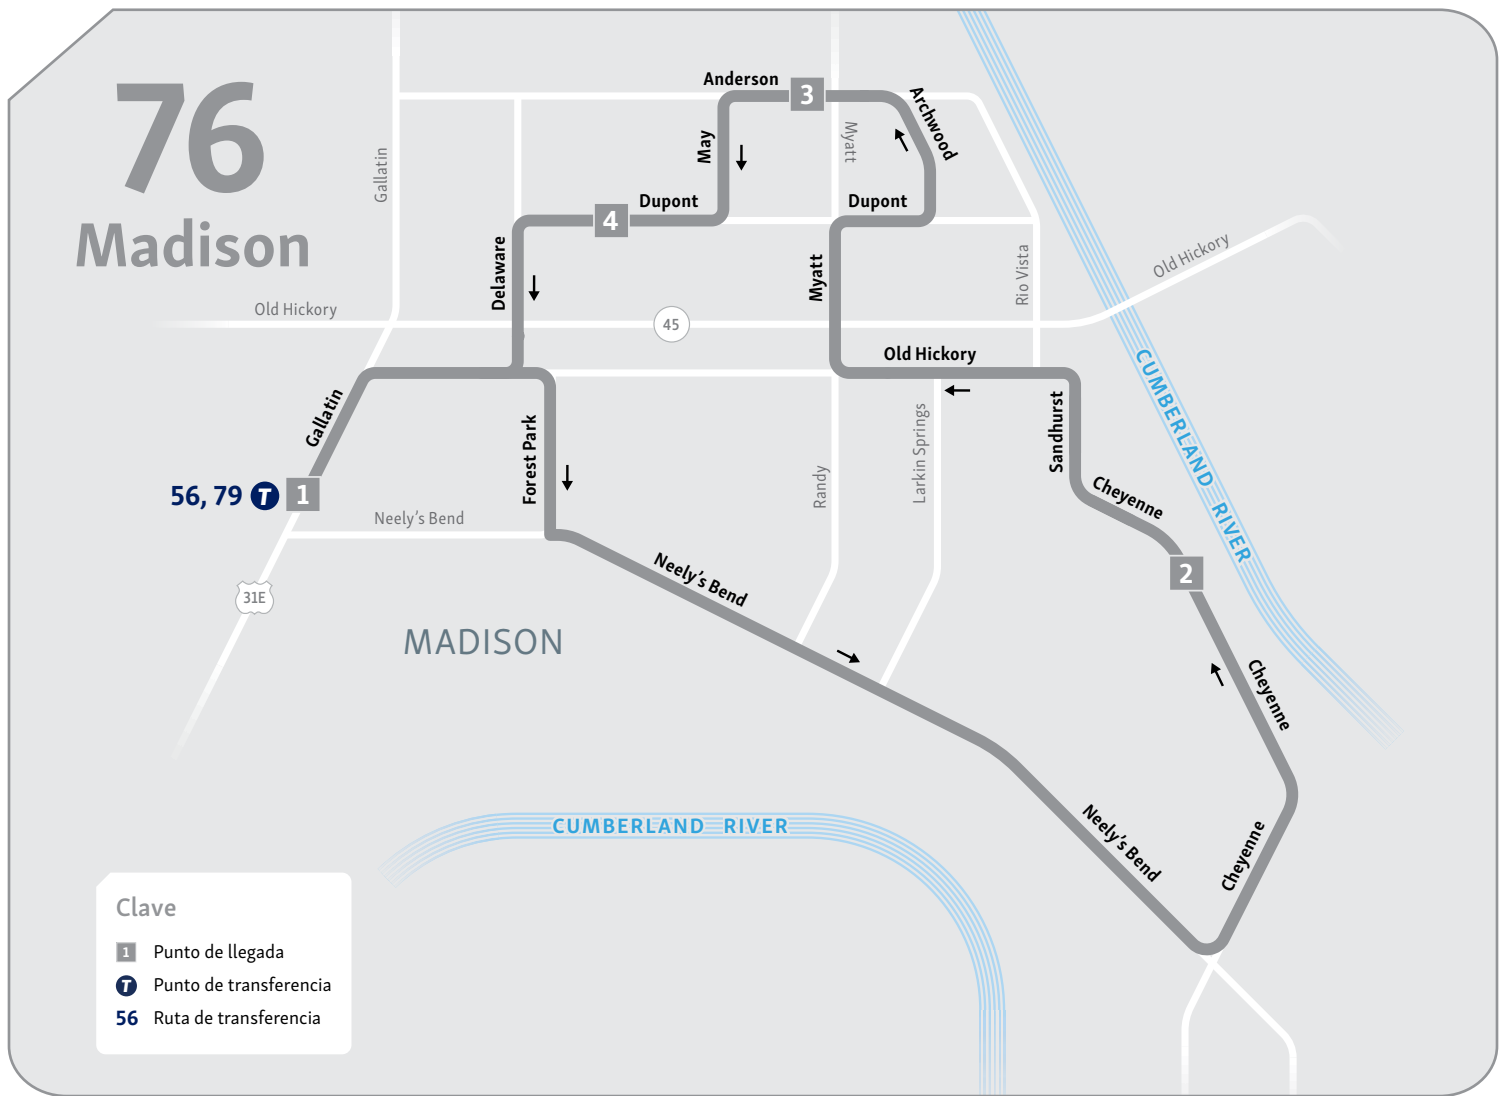 76
Madison
Gallatin
Anderson
3
Archwood
Myatt
May
Dupont
4
Dupont
Delaware
Myatt
Rio Vista
Old Hickory
Old Hickory
45
Old Hickory
CUMBERLAND RIVER
Gallatin
Forest Park
Randy
Larkin Springs
Sandhurst
Cheyenne
56, 79 T 1
Neely's Bend
2
31E
Neely's Bend
MADISON
Cheyenne
CUMBERLAND RIVER
Neely's Bend
Cheyenne
Clave
1 Punto de llegada
T Punto de transferencia
56 Ruta de transferencia